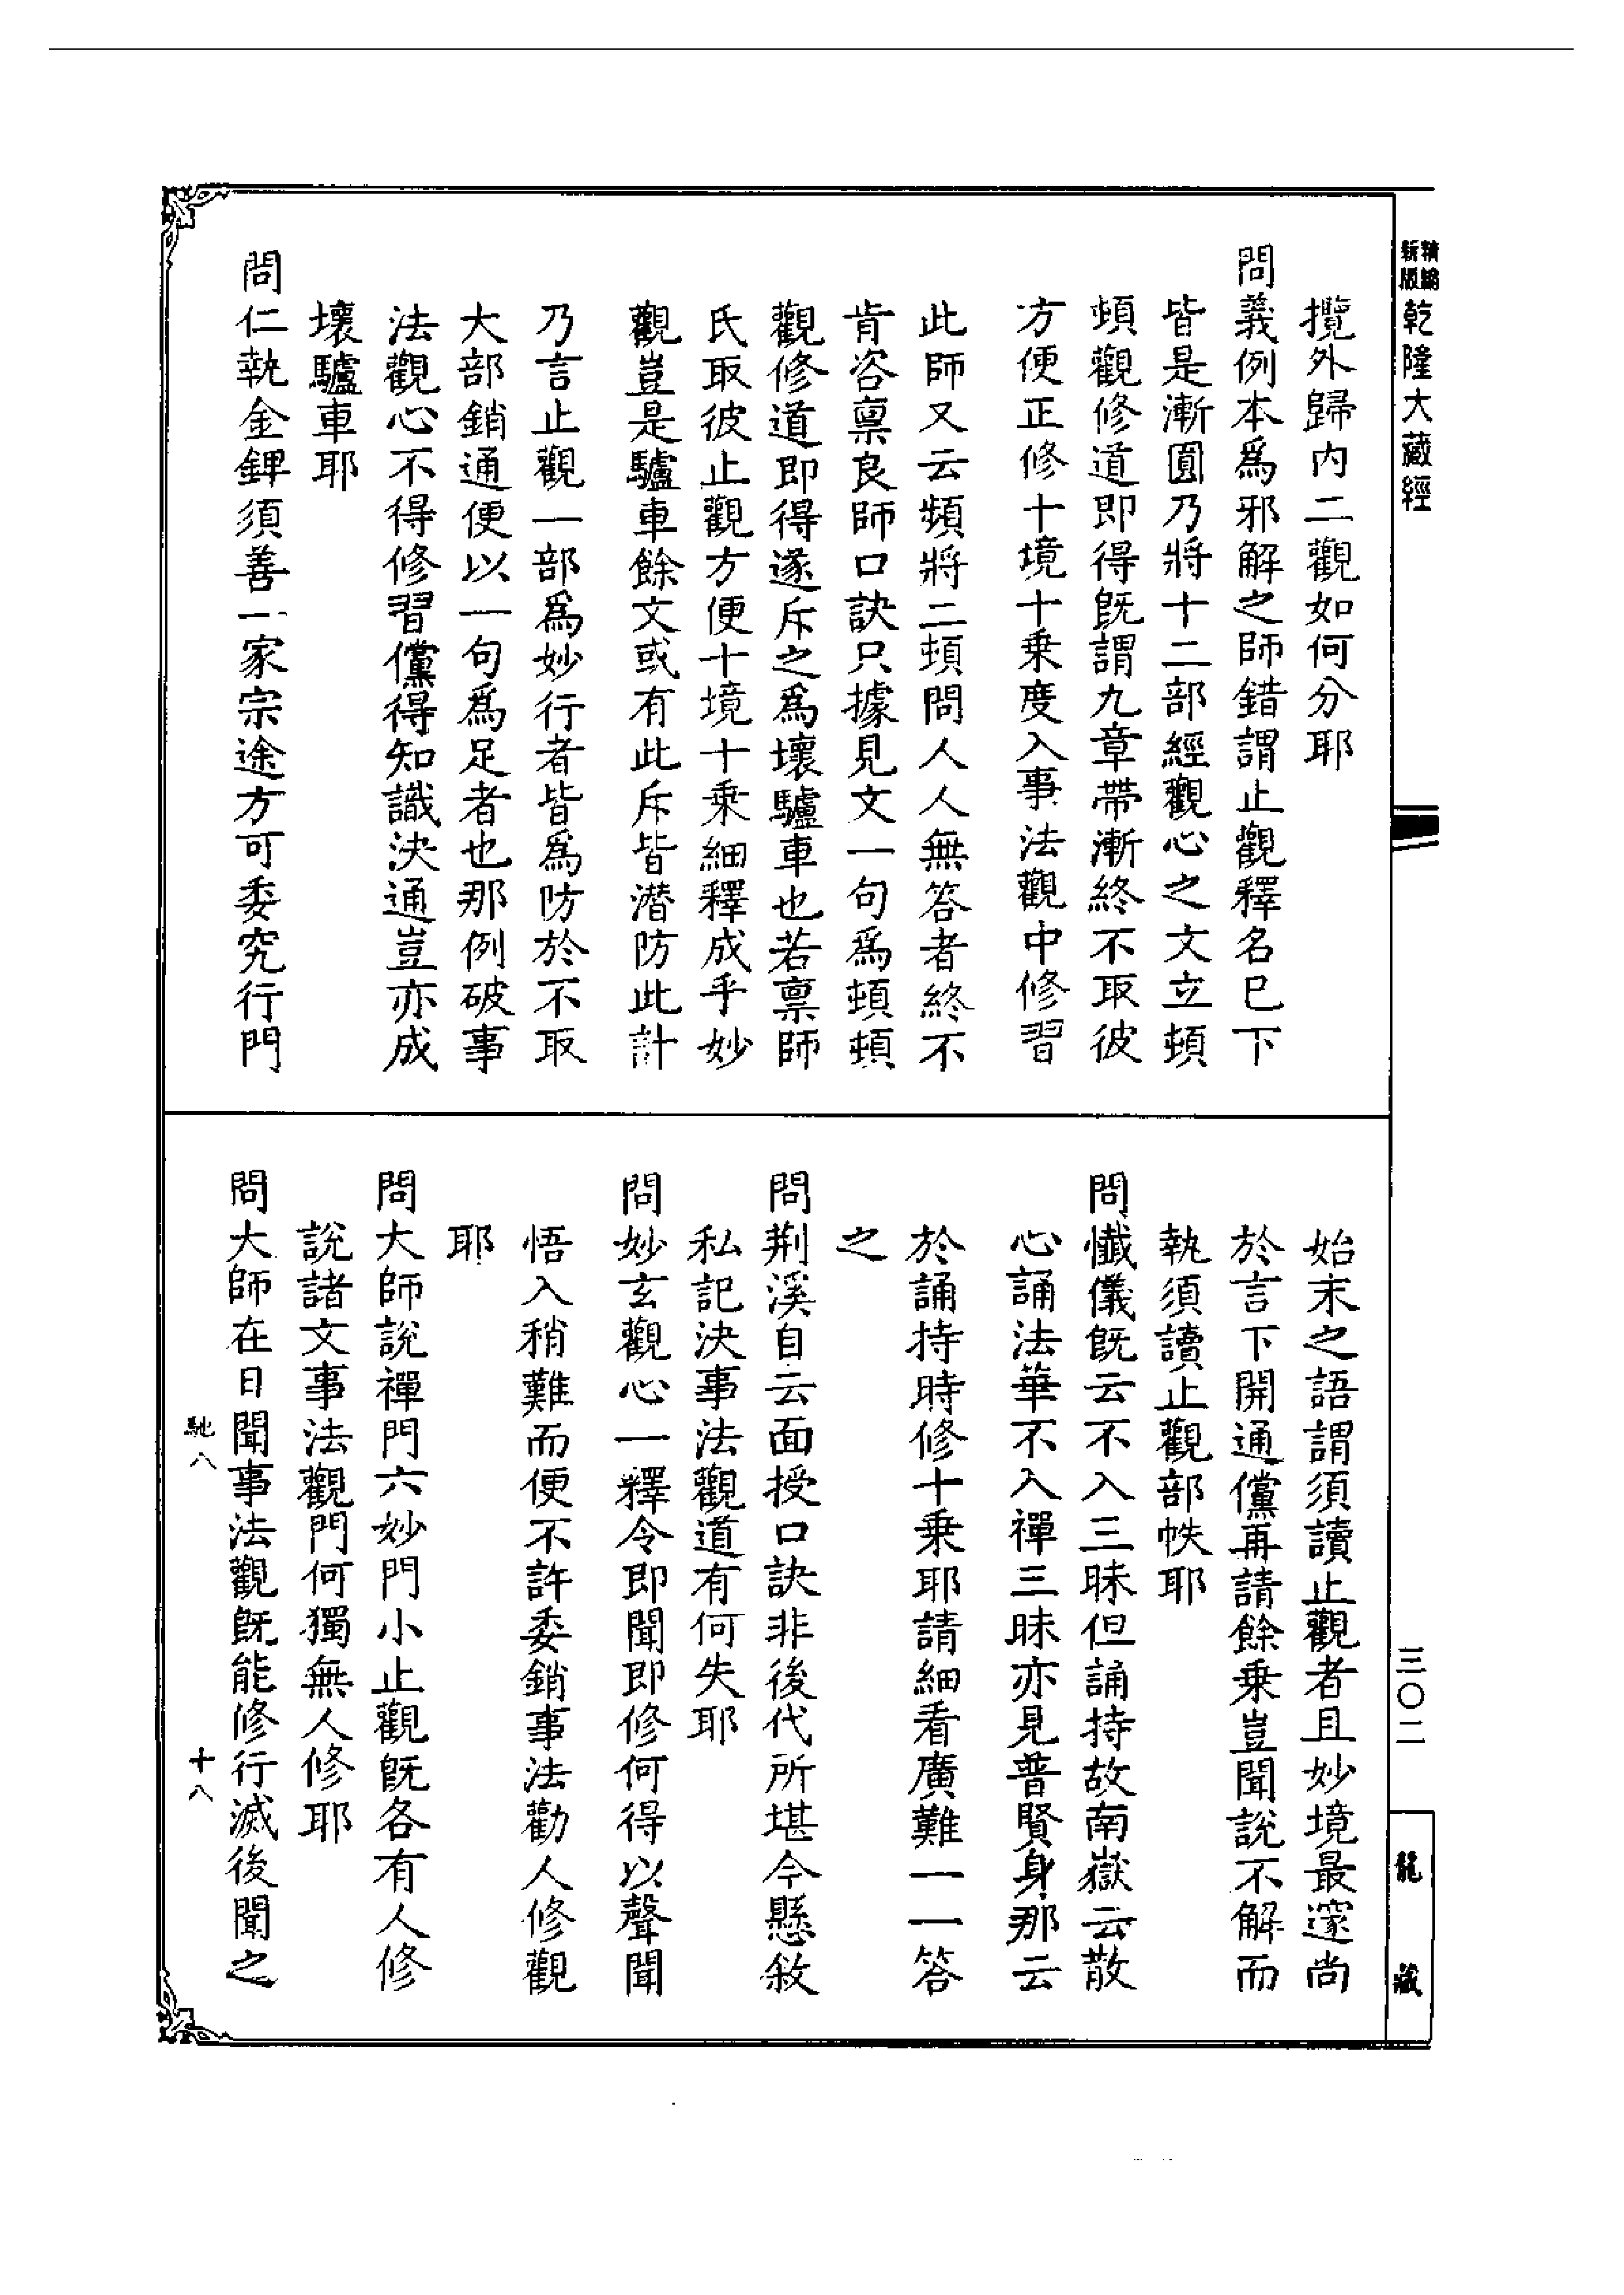 精編新版
乾隆大藏經
攬外歸内二觀如何分耶
問義例本爲邪解之師錯謂止觀釋名巳下
皆是漸圓乃將十二部經觀心之文立頓
頓觀修道即得旣謂九章帶漸終不取彼
方便正修十境十乘度入事法觀中修習
此師又云頻將二頓問人人無答者終不
肯咨禀良師口訣只據見文一句爲頓頓
觀修道即得遂斥之爲壞驢車也若禀師
氏取彼止觀方便十境十乘細釋成乎妙
觀豈是驢車餘文或有此斥皆潛防此計
乃言止觀一部爲妙行者皆爲防於不取
大部銷通便以一句爲足者也那例破事
法觀心不得修習儻得知識決通豈亦成
壞驢車耶
問仁執金錍須善一家宗途方可委究行門
始末之語謂須讀止觀者且妙境最邃尚
於言下開通儻再請餘乘豈聞説不解而
執須讀止觀部帙耶
問懺儀旣云不入三昧但誦持故南嶽云散
心誦法華不入禪三昧亦見普賢身那云
於誦持時修十乘耶請細看廣難一一答
之
問荆溪自云面授口訣非後代所堪今懸敘
私記決事法觀道有何失耶
問妙玄觀心一釋令即聞即修何得以聲聞
悟入稍難而便不許委銷事法勸人修觀
耶
問大師說禪門六妙門小止觀旣各有人修
說諸文事法觀門何獨無人修耶
問大師在日聞事法觀旣能修行滅後聞之
馳八
十八
三〇二
龍藏